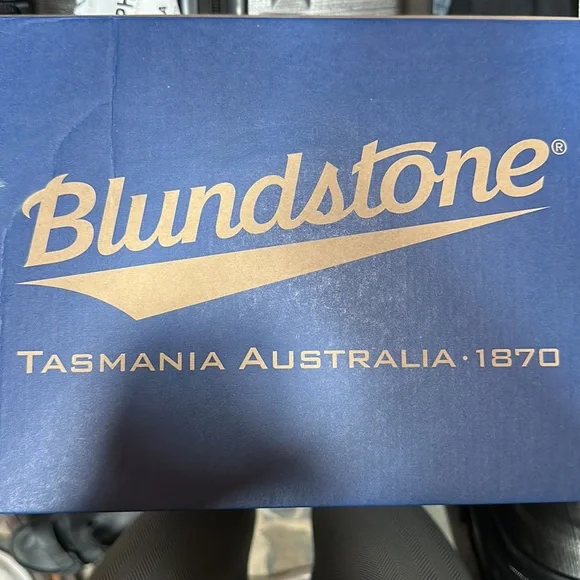 Blundstone®
TASMANIA AUSTRALIA · 1870